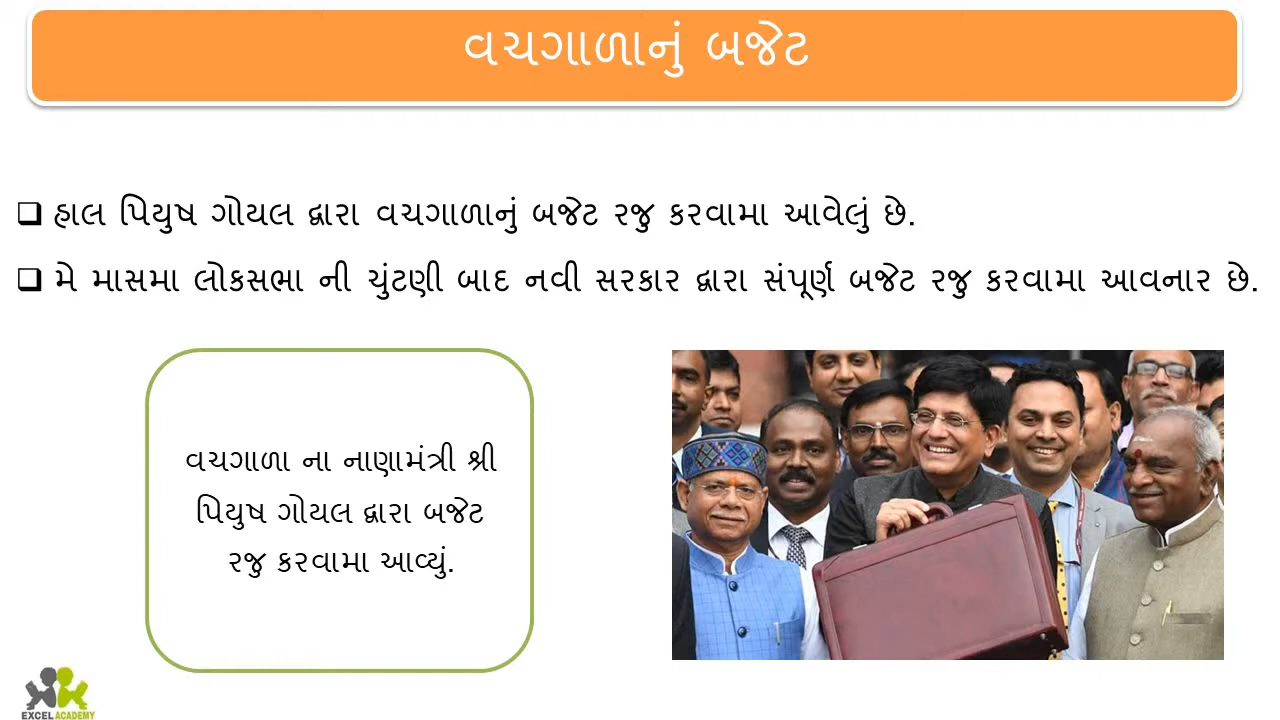 વચગાળાનું બજેટ
હાલ પિયુષ ગોયલ દ્વારા વચગાળાનું બજેટ રજુ કરવામા આવેલું છે.
મે માસમા લોકસભા ની ચુંટણી બાદ નવી સરકાર દ્વારા સંપૂર્ણ બજેટ રજુ કરવામા આવનાર છે.
વચગાળા ના નાણામંત્રી શ્રી
પિયુષ ગોયલ દ્વારા બજેટ
રજુ કરવામા આવ્યું.
EXCEL ACADEMY